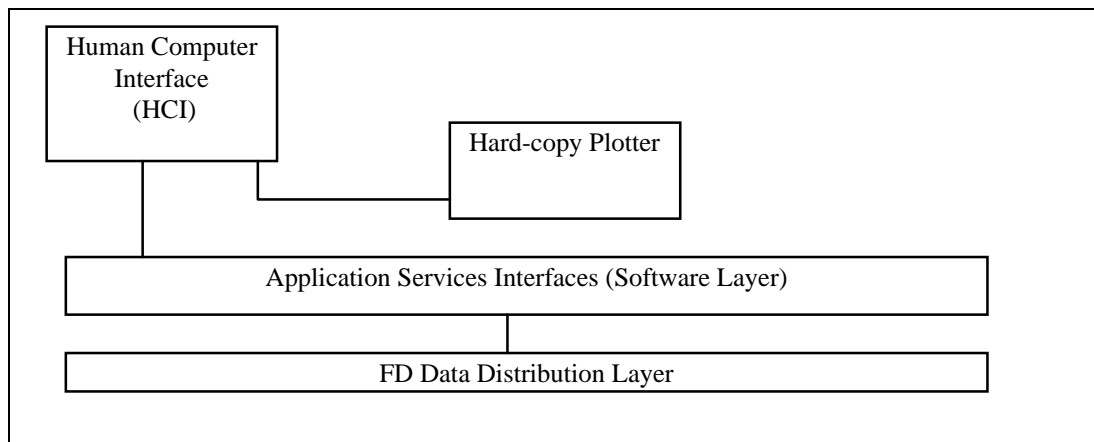 Human Computer
Interface
(HCI)
Hard-copy Plotter
Application Services Interfaces (Software Layer)
FD Data Distribution Layer